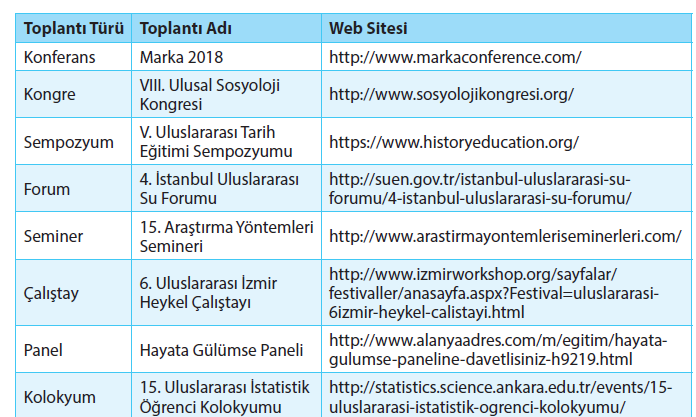 Toplantı Türü Toplantı Adı Web Sitesi
Konferans Marka 2018 http://www.markaconference.com/
Kongre VIII. Ulusal Sosyoloji Kongresi http://www.sosyolojikongresi.org/
Sempozyum V. Uluslararası Tarih Eğitimi Sempozyumu https://www.historyeducation.org/
Forum 4. İstanbul Uluslararası Su Forumu http://suen.gov.tr/istanbul-uluslararasi-su-forumu/4-istanbul-uluslararasi-su-forumu/
Seminer 15. Araştırma Yöntemleri Semineri http://www.arastirmayontemleriseminerleri.com/
Çalıştay 6. Uluslararası İzmir Heykel Çalıştayı http://www.izmirworkshop.org/sayfalar/festivaller/anasayfa.aspx?Festival=uluslararasi-6izmir-heykel-calistayi.html
Panel Hayata Gülümse Paneli http://www.alanyaadres.com/m/egitim/hayata-gulumse-paneline-davetlisiniz-h9219.html
Kolokyum 15. Uluslararası İstatistik Öğrenci Kolokyumu http://statistics.science.ankara.edu.tr/events/15-uluslararasi-istatistik-ogrenci-kolokyumu/